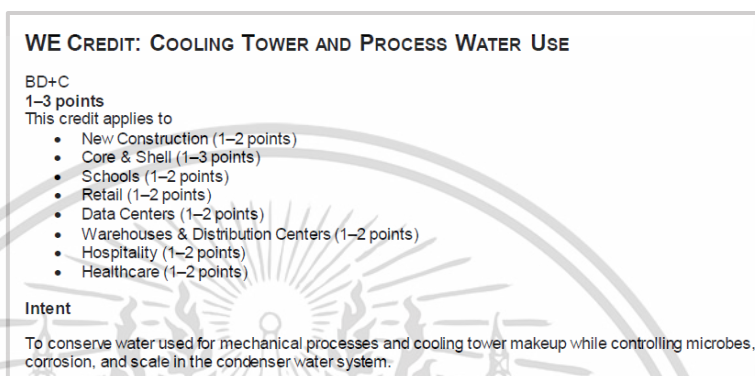 WE CREDIT: COOLING TOWER AND PROCESS WATER USE
BD+C
1–3 points
This credit applies to
• New Construction (1–2 points)
• Core & Shell (1–3 points)
• Schools (1–2 points)
• Retail (1–2 points)
• Data Centers (1–2 points)
• Warehouses & Distribution Centers (1–2 points)
• Hospitality (1–2 points)
• Healthcare (1–2 points)
Intent
To conserve water used for mechanical processes and cooling tower makeup while controlling microbes,
corrosion, and scale in the condenser water system.